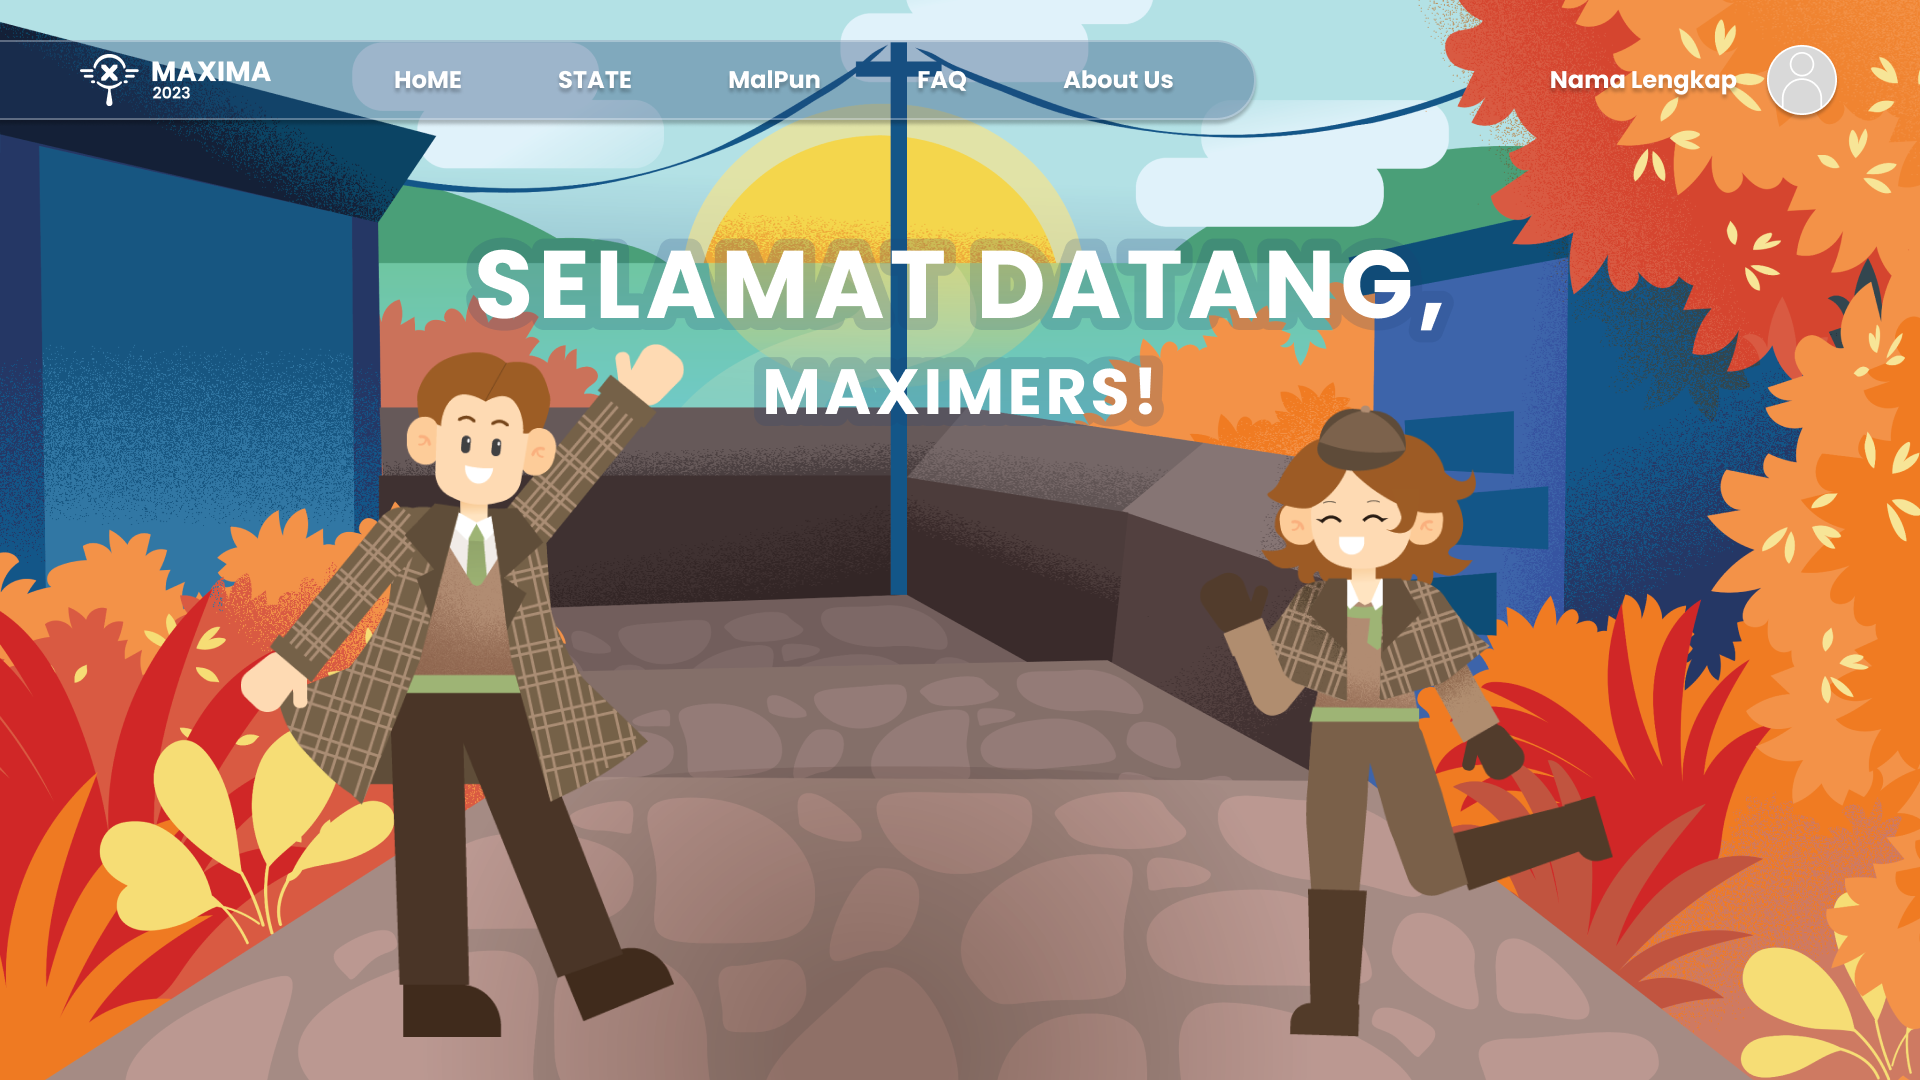 MAXIMA
2023
HoME
STATE
MalPun
FAQ
About Us
Nama Lengkap
SELAMAT DATANG,
MAXIMERS!